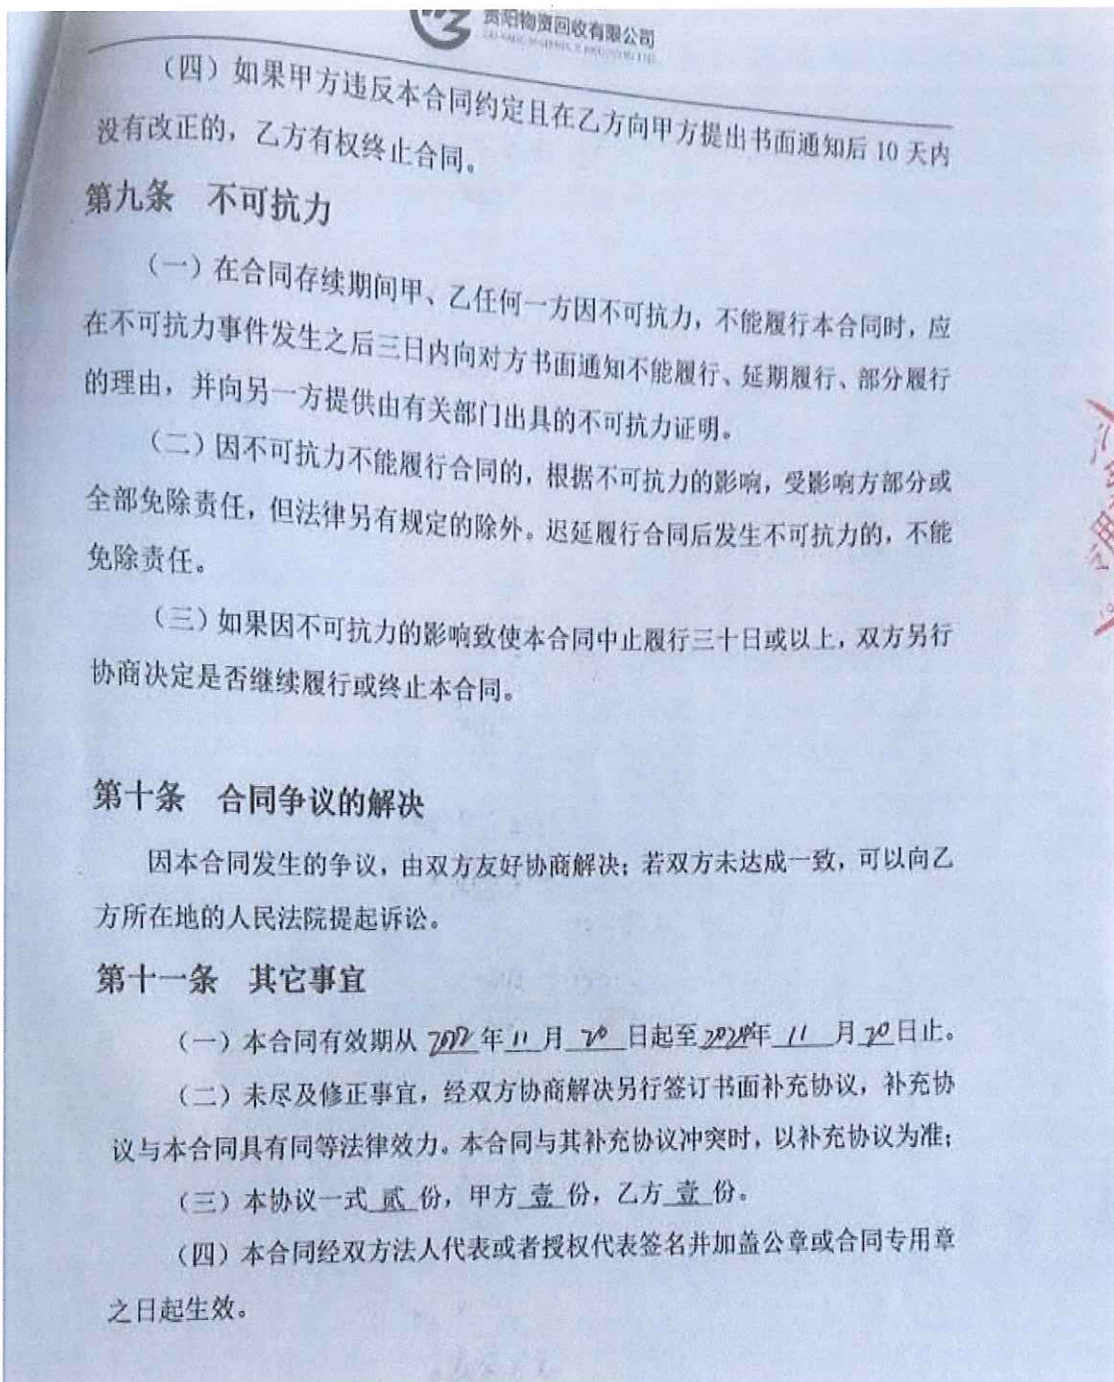 贵阳物资回收有限公司
（四）如果甲方违反本合同约定且在乙方向甲方提出书面通知后 10 天内
没有改正的，乙方有权终止合同。
第九条 不可抗力
（一）在合同存续期间甲、乙任何一方因不可抗力，不能履行本合同时，应
在不可抗力事件发生之后三日内向对方书面通知不能履行、延期履行、部分履行
的理由，并向另一方提供由有关部门出具的不可抗力证明。
（二）因不可抗力不能履行合同的，根据不可抗力的影响，受影响方部分或
全部免除责任，但法律另有规定的除外。迟延履行合同后发生不可抗力的，不能
免除责任。
（三）如果因不可抗力的影响致使本合同中止履行三十日或以上，双方另行
协商决定是否继续履行或终止本合同。
第十条 合同争议的解决
因本合同发生的争议，由双方友好协商解决；若双方未达成一致，可以向乙
方所在地的人民法院提起诉讼。
第十一条 其它事宜
（一）本合同有效期从 2022 年 11 月 20 日起至 2024 年 11 月 20 日止。
（二）未尽及修正事宜，经双方协商解决另行签订书面补充协议，补充协
议与本合同具有同等法律效力。本合同与其补充协议冲突时，以补充协议为准；
（三）本协议一式 贰 份，甲方 壹 份，乙方 壹 份。
（四）本合同经双方法人代表或者授权代表签名并加盖公章或合同专用章
之日起生效。